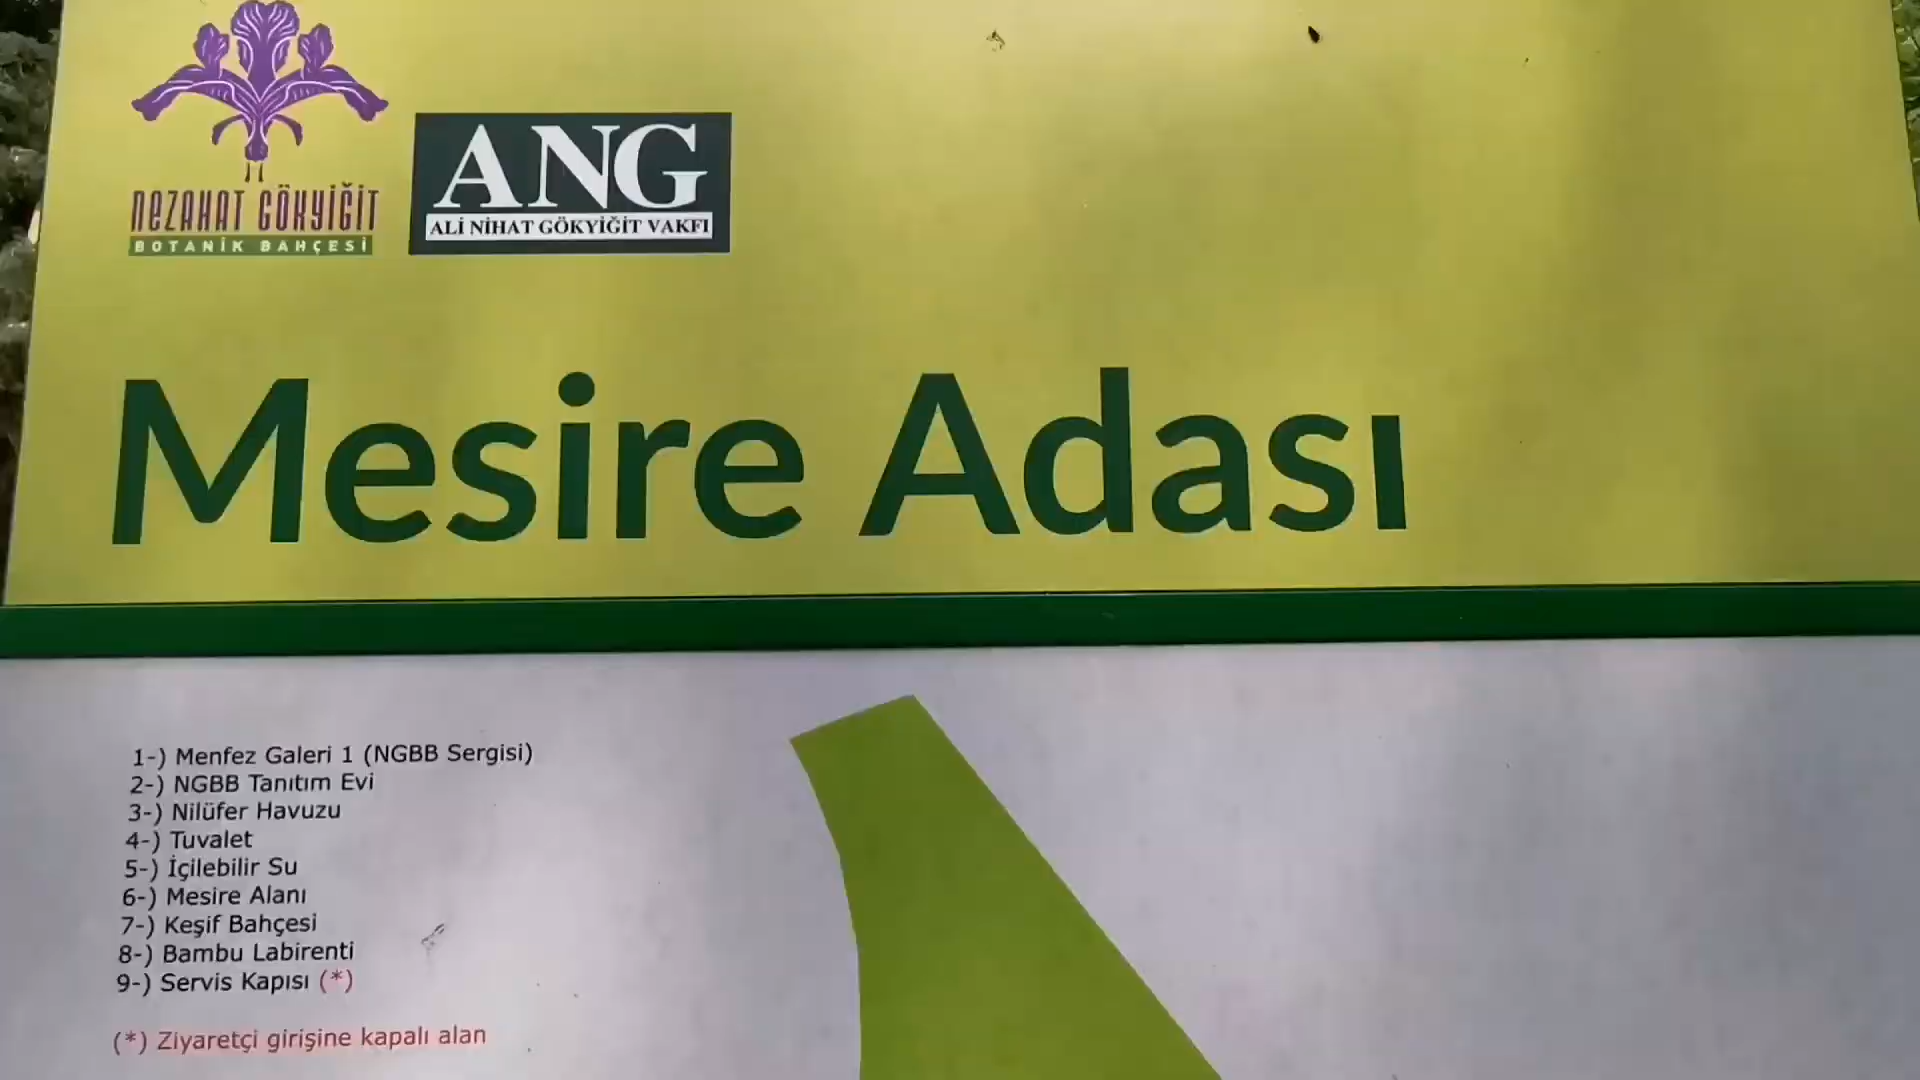 NEZAHAT GÖKYİĞİT
BOTANİK BAHÇESİ
ANG
ALİ NİHAT GÖKYİĞİT VAKFI
Mesire Adası
1-) Menfez Galeri 1 (NGBB Sergisi)
2-) NGBB Tanıtım Evi
3-) Nilüfer Havuzu
4-) Tuvalet
5-) İçilebilir Su
6-) Mesire Alanı
7-) Keşif Bahçesi
8-) Bambu Labirenti
9-) Servis Kapısı (*)
(*) Ziyaretçi girişine kapalı alan